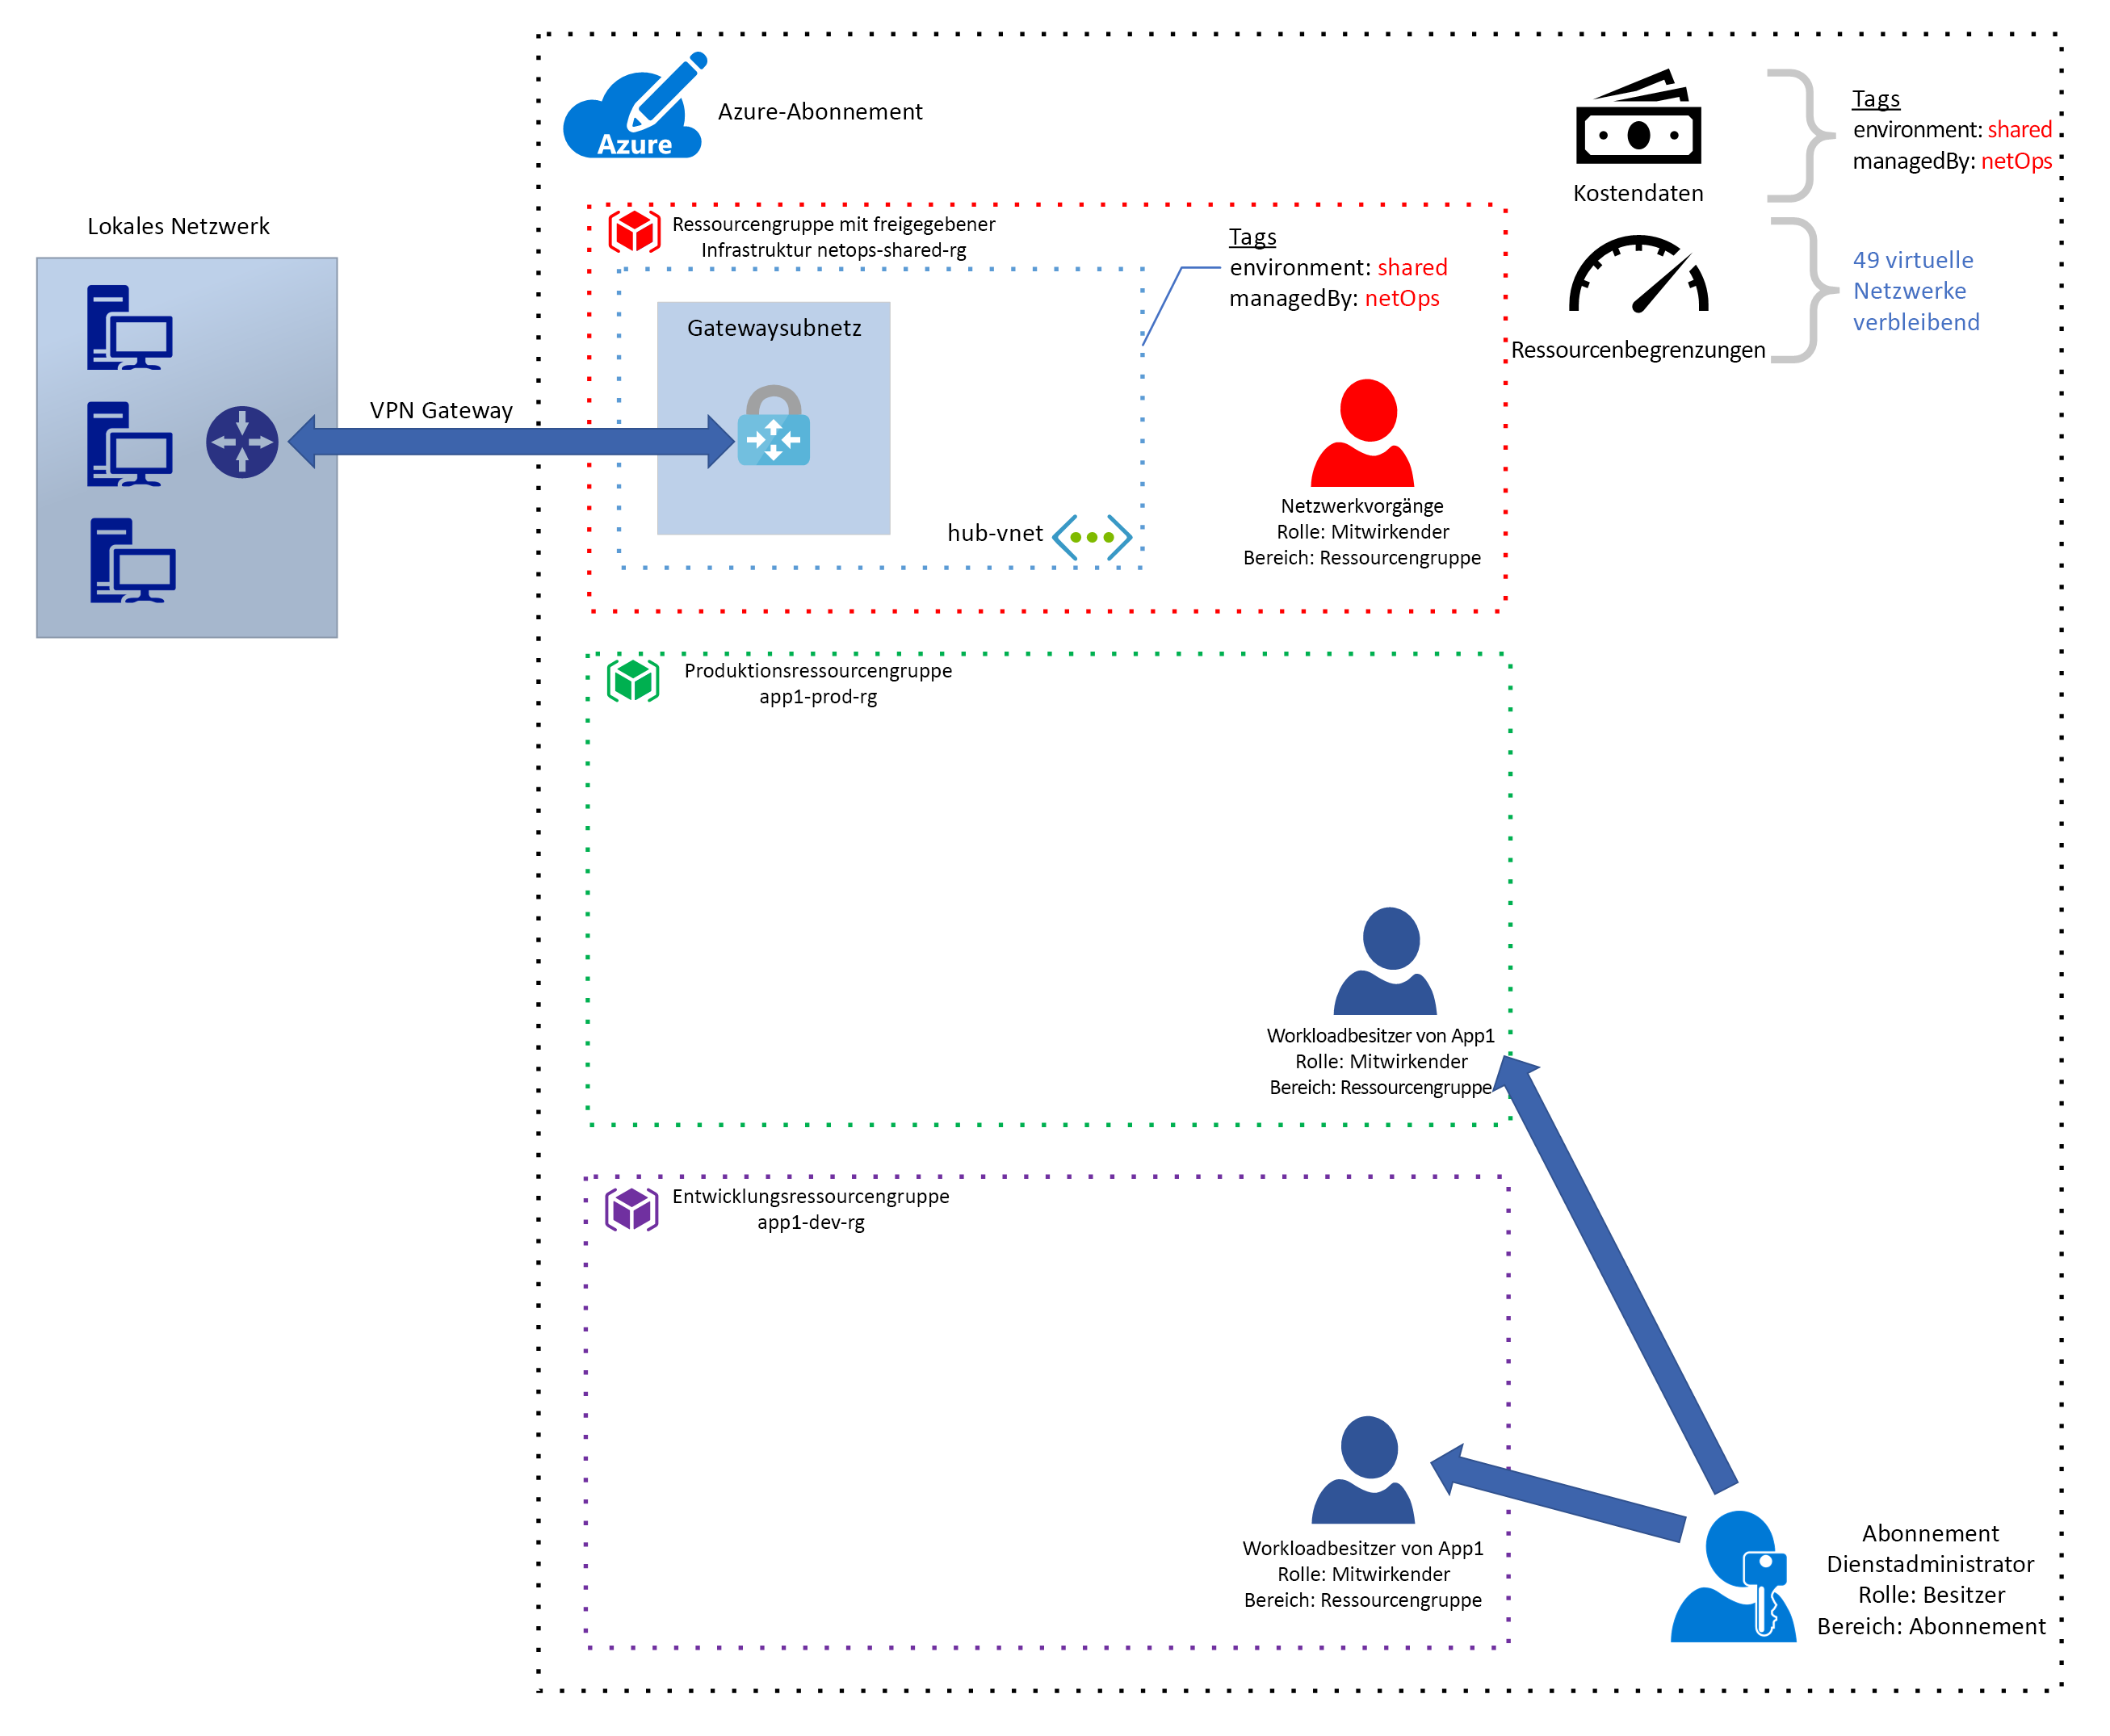 Azure
Azure-Abonnement
Kostendaten
Tags
environment: shared
managedBy: netOps
Ressourcenbegrenzungen
49 virtuelle
Netzwerke
verbleibend
Lokales Netzwerk
VPN Gateway
Ressourcengruppe mit freigegebener
Infrastruktur netops-shared-rg
Gatewaysubnetz
hub-vnet
Tags
environment: shared
managedBy: netOps
Netzwerkvorgänge
Rolle: Mitwirkender
Bereich: Ressourcengruppe
Produktionsressourcengruppe
app1-prod-rg
Workloadbesitzer von App1
Rolle: Mitwirkender
Bereich: Ressourcengruppe
Entwicklungsressourcengruppe
app1-dev-rg
Workloadbesitzer von App1
Rolle: Mitwirkender
Bereich: Ressourcengruppe
Abonnement
Dienstadministrator
Rolle: Besitzer
Bereich: Abonnement